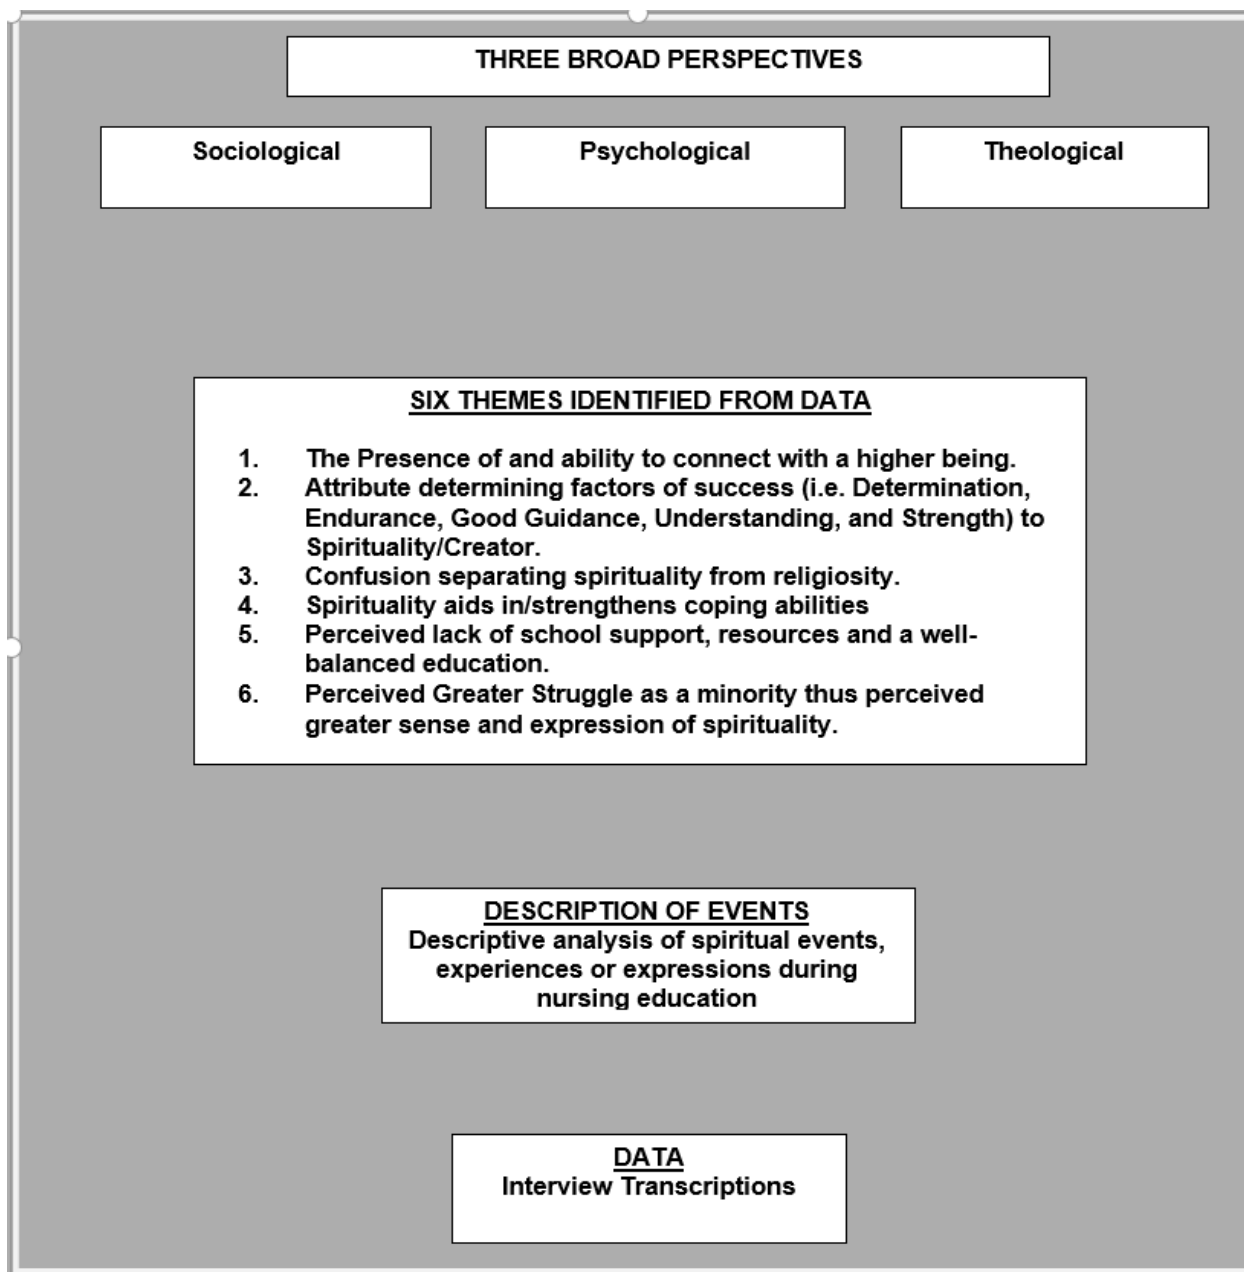 THREE BROAD PERSPECTIVES
Sociological
Psychological
Theological
SIX THEMES IDENTIFIED FROM DATA
1. The Presence of and ability to connect with a higher being.
2. Attribute determining factors of success (i.e. Determination,
Endurance, Good Guidance, Understanding, and Strength) to
Spirituality/Creator.
3. Confusion separating spirituality from religiosity.
4. Spirituality aids in/strengthens coping abilities
5. Perceived lack of school support, resources and a well-
balanced education.
6. Perceived Greater Struggle as a minority thus perceived
greater sense and expression of spirituality.
DESCRIPTION OF EVENTS
Descriptive analysis of spiritual events,
experiences or expressions during
nursing education
DATA
Interview Transcriptions